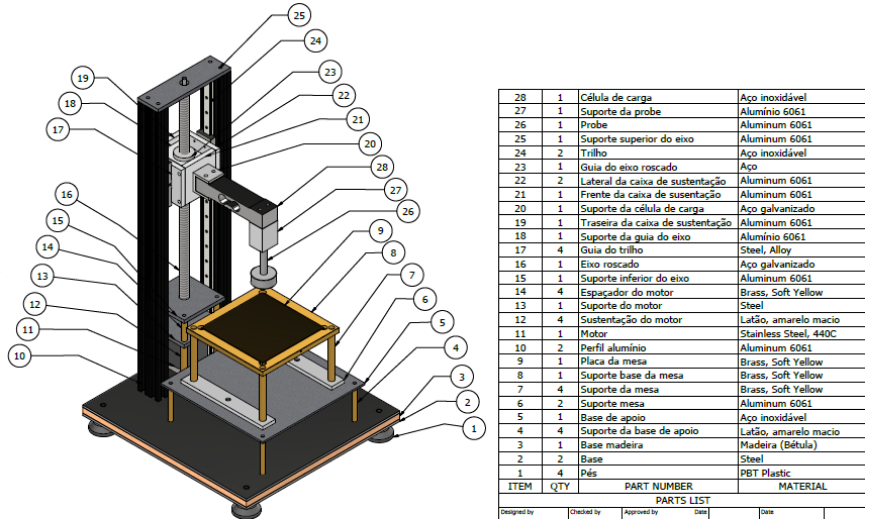 25
24
19
23
18
22
17
21
20
28
27
16
26
15
9
14
8
13
7
12
6
11
5
10
4
3
2
1
28 1 Célula de carga Aço inoxidável
27 1 Suporte da probe Alumínio 6061
26 1 Probe Aluminum 6061
25 1 Suporte superior do eixo Aluminum 6061
24 2 Trilho Aço inoxidável
23 1 Guia do eixo roscado Aço
22 2 Lateral da caixa de sustentação Aluminum 6061
21 1 Frente da caixa de susentação Aluminum 6061
20 1 Suporte da célula de carga Aço galvanizado
19 1 Traseira da caixa de sustentação Aluminum 6061
18 1 Suporte da guia do eixo Alumínio 6061
17 4 Guia do trilho Steel, Alloy
16 1 Eixo roscado Aço galvanizado
15 1 Suporte inferior do eixo Aluminum 6061
14 4 Espaçador do motor Brass, Soft Yellow
13 1 Suporte do motor Steel
12 4 Sustentação do motor Latão, amarelo macio
11 1 Motor Stainless Steel, 440C
10 2 Perfil alumínio Aluminum 6061
9 1 Placa da mesa Brass, Soft Yellow
8 1 Suporte base da mesa Brass, Soft Yellow
7 4 Suporte da mesa Brass, Soft Yellow
6 2 Suporte mesa Aluminum 6061
5 1 Base de apoio Aço inoxidável
4 4 Suporte da base de apoio Latão, amarelo macio
3 1 Base madeira Madeira (Bétula)
2 2 Base Steel
1 4 Pés PBT Plastic
ITEM QTY PART NUMBER MATERIAL
PARTS LIST
Designed by Checked by Approved by Date Date